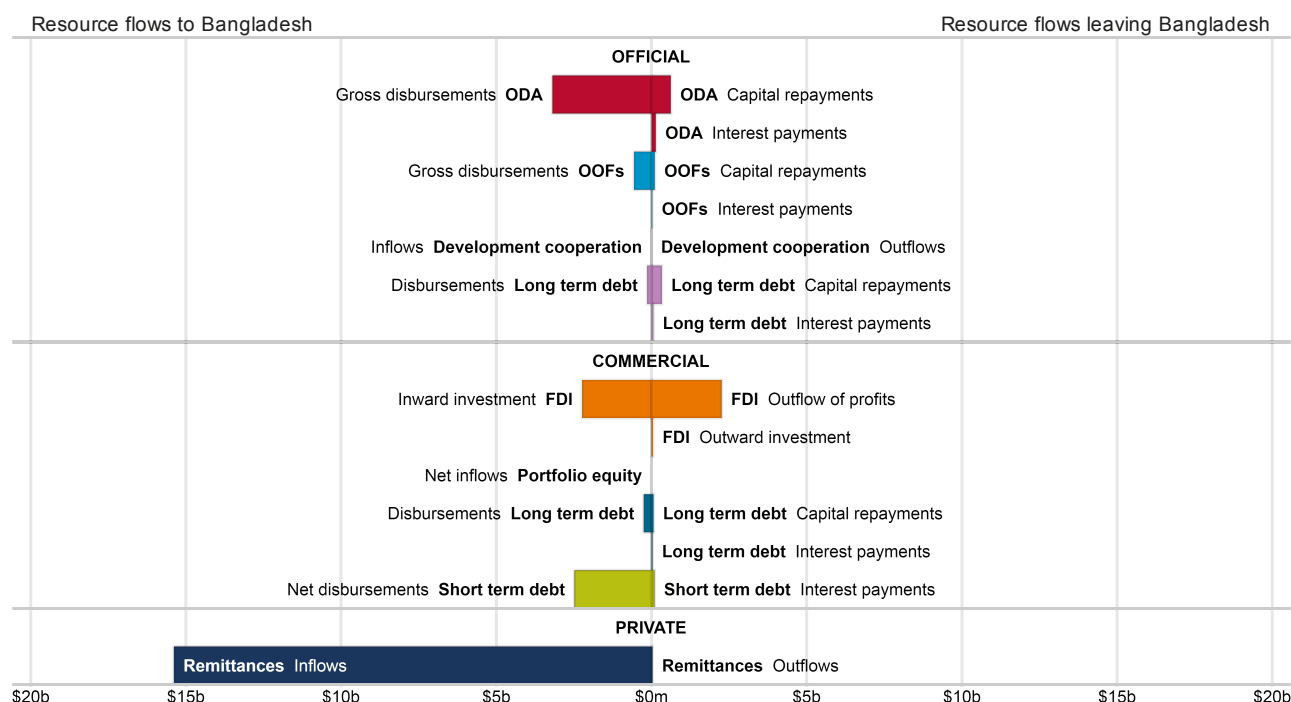 Resource flows to Bangladesh Resource flows leaving Bangladesh
OFFICIAL
Gross disbursements ODA ODA Capital repayments
ODA Interest payments
Gross disbursements OOFs OOFs Capital repayments
OOFs Interest payments
Inflows Development cooperation Development cooperation Outflows
Disbursements Long term debt Long term debt Capital repayments
Long term debt Interest payments
COMMERCIAL
Inward investment FDI FDI Outflow of profits
FDI Outward investment
Net inflows Portfolio equity
Disbursements Long term debt Long term debt Capital repayments
Long term debt Interest payments
Net disbursements Short term debt Short term debt Interest payments
PRIVATE
Remittances Inflows Remittances Outflows
$20b $15b $10b $5b $0m $5b $10b $15b $20b